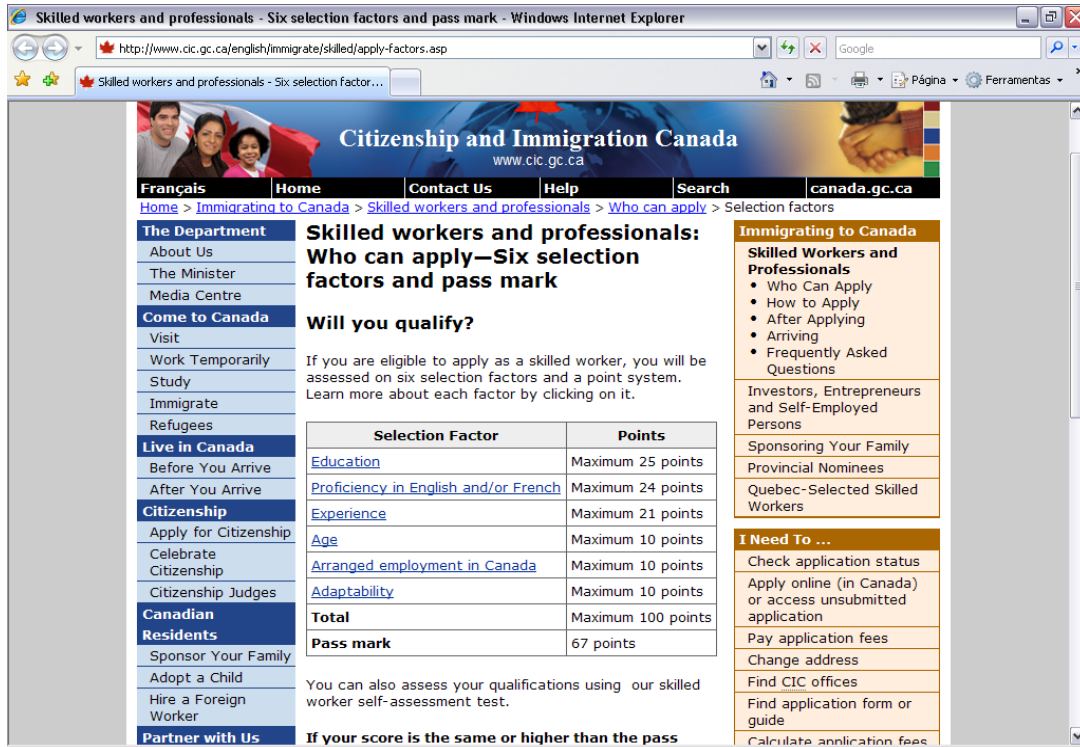 Skilled workers and professionals - Six selection factors and pass mark - Windows Internet Explorer
http://www.cic.gc.ca/english/immigrate/skilled/apply-factors.asp
Google
Skilled workers and professionals - Six selection factor...
Página
Ferramentas
Citizenship and Immigration Canada
www.cic.gc.ca
Français Home Contact Us Help Search canada.gc.ca
Home > Immigrating to Canada > Skilled workers and professionals > Who can apply > Selection factors
The Department
About Us
The Minister
Media Centre
Come to Canada
Visit
Work Temporarily
Study
Immigrate
Refugees
Live in Canada
Before You Arrive
After You Arrive
Citizenship
Apply for Citizenship
Celebrate
Citizenship
Citizenship Judges
Canadian
Residents
Sponsor Your Family
Adopt a Child
Hire a Foreign
Worker
Partner with Us
Skilled workers and professionals:
Who can apply—Six selection
factors and pass mark
Will you qualify?
If you are eligible to apply as a skilled worker, you will be
assessed on six selection factors and a point system.
Learn more about each factor by clicking on it.
Selection Factor Points
Education Maximum 25 points
Proficiency in English and/or French Maximum 24 points
Experience Maximum 21 points
Age Maximum 10 points
Arranged employment in Canada Maximum 10 points
Adaptability Maximum 10 points
Total Maximum 100 points
Pass mark 67 points
You can also assess your qualifications using our skilled
worker self-assessment test.
If your score is the same or higher than the pass
Immigrating to Canada
Skilled Workers and
Professionals
• Who Can Apply
• How to Apply
• After Applying
• Arriving
• Frequently Asked
Questions
Investors, Entrepreneurs
and Self-Employed
Persons
Sponsoring Your Family
Provincial Nominees
Quebec-Selected Skilled
Workers
I Need To ...
Check application status
Apply online (in Canada)
or access unsubmitted
application
Pay application fees
Change address
Find CIC offices
Find application form or
guide
Calculate application fees